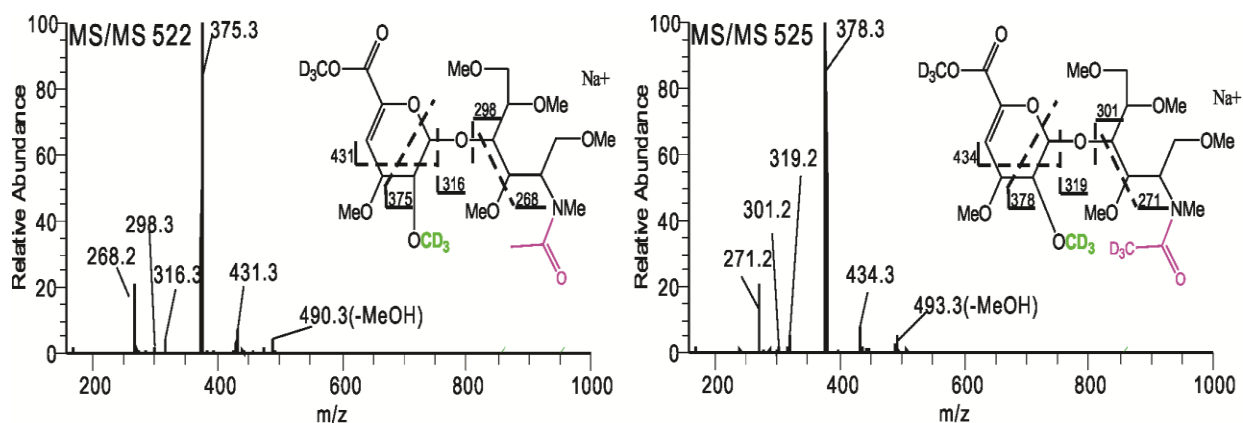 MS/MS 522
375.3
268.2
298.3
316.3
431.3
490.3(-MeOH)
O
D₃CO
O
MeO
OMe
Na+
298
OMe
O
431
316
375
MeO
268
NMe
MeO
OCD₃
O
Relative Abundance
100
80
60
40
20
0
200
400
600
800
1000
m/z
MS/MS 525
378.3
319.2
301.2
271.2
434.3
493.3(-MeOH)
O
D₃CO
O
MeO
OMe
Na+
301
OMe
O
434
319
378
MeO
271
NMe
MeO
OCD₃
D₃C
O
Relative Abundance
100
80
60
40
20
0
200
400
600
800
1000
m/z